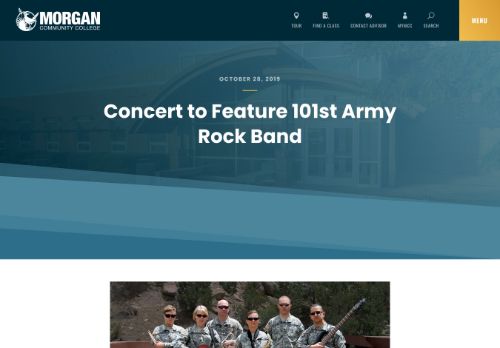 MORGAN
COMMUNITY COLLEGE
TOUR
FIND A CLASS
CONTACT ADVISOR
MYMCC
SEARCH
MENU
OCTOBER 28, 2015
Concert to Feature 101st Army
Rock Band